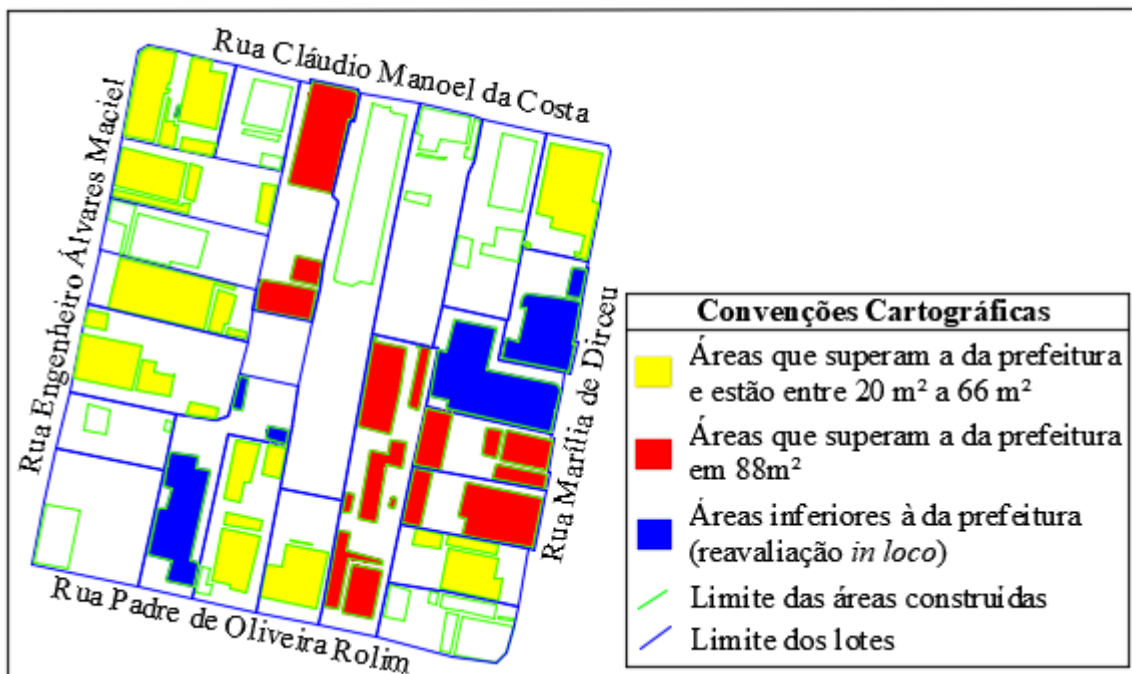 Rua Cláudio Manoel da Costa
Rua Engenheiro Álvares Maciel
Rua Marília de Dirceu
Rua Padre de Oliveira Rolim
Convenções Cartográficas
Áreas que superam a da prefeitura
e estão entre 20 m² a 66 m²
Áreas que superam a da prefeitura
em 88m²
Áreas inferiores à da prefeitura
(reavaliação in loco)
Limite das áreas construídas
Limite dos lotes